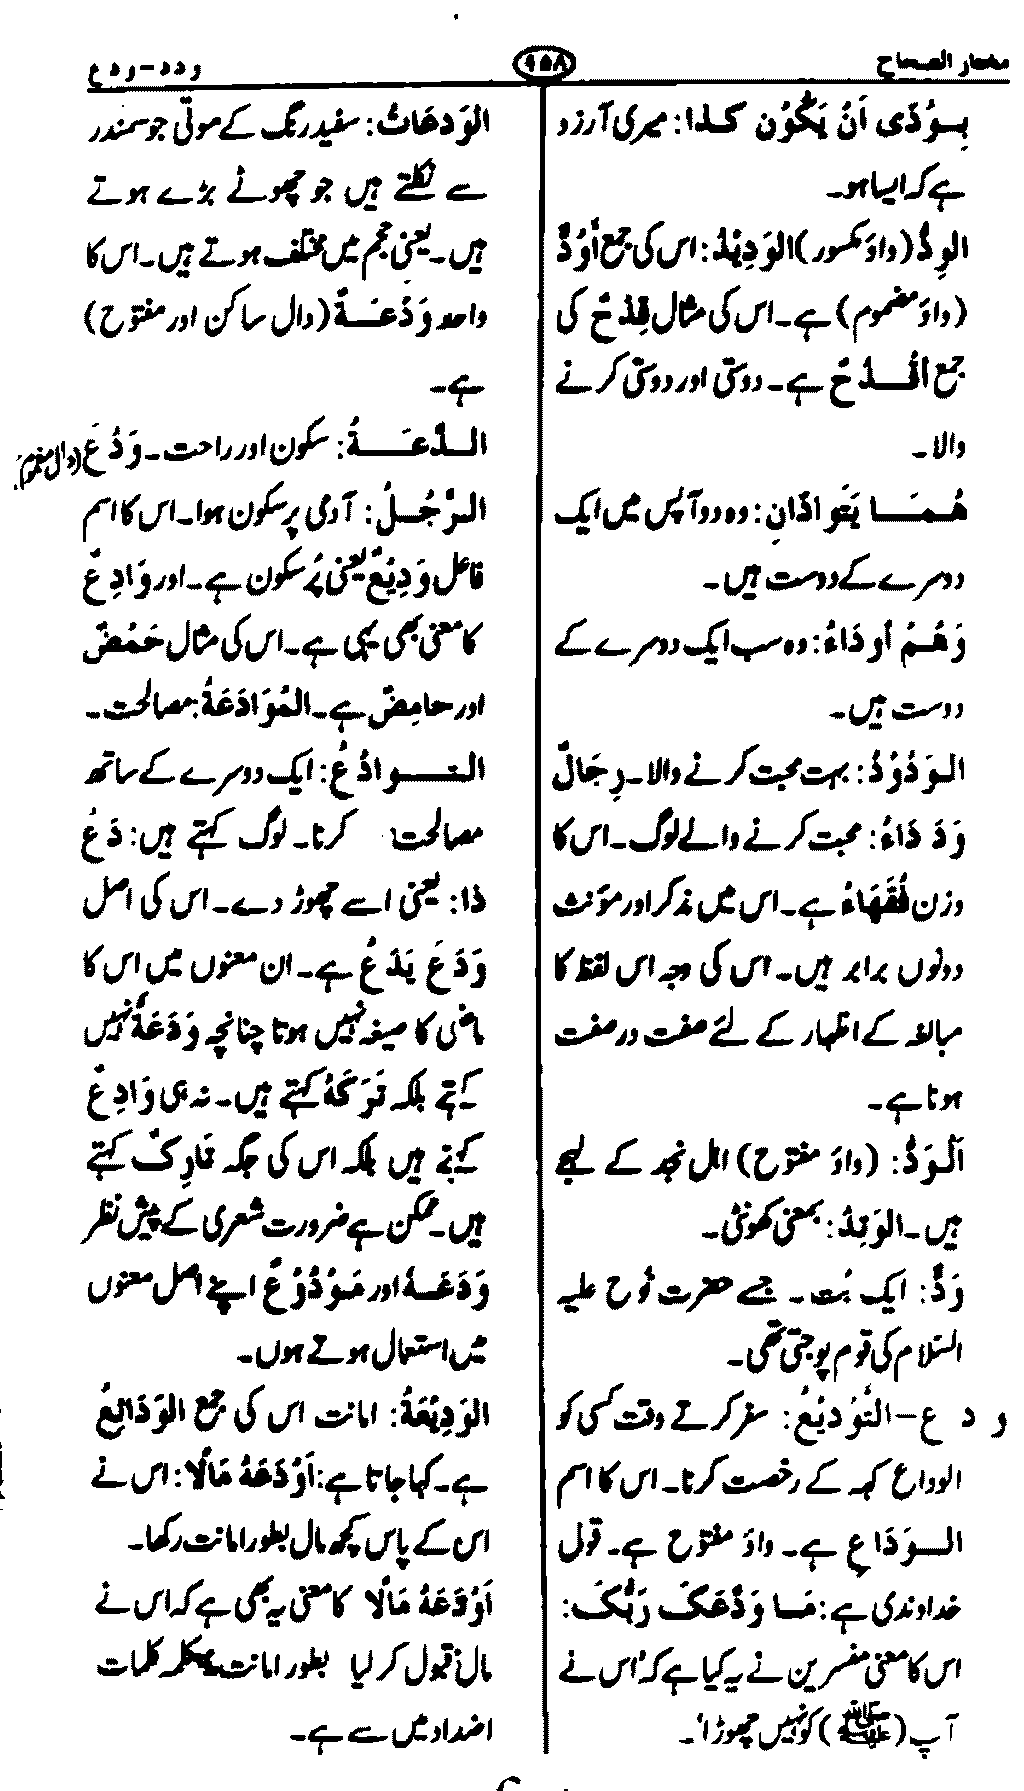 مختار الصحاح
۹۵۸
ودد-ودع
بِوُدِّی اَنْ یَکُوْنَ کَذَا: میری آرزو
ہے کہ ایسا ہو۔
الوِدُّ (واؤ مکسور) الوَدِیْدُ: اس کی جمع أَوُدٌّ
(واؤ مضموم) ہے۔ اس کی مثال قِدْحٌ کی
جمع اَقْدُحٌ ہے۔ دوستی اور دوستی کرنے
والا۔
هُمَا يَتَوادَّانِ: وہ دو آپس میں ایک
دوسرے کے دوست ہیں۔
وَهُمْ أَوِدَّاءُ: وہ سب ایک دوسرے کے
دوست ہیں۔
الوَدُوْدُ: بہت محبت کرنے والا۔ رِجَالٌ
وُدَدَاءُ: محبت کرنے والے لوگ۔ اس کا
وزن فُقَهَاءُ ہے۔ اس میں مذکر اور مؤنث
دونوں برابر ہیں۔ اس کی وجہ اس لفظ کا
مبالغہ کے اظہار کے لئے صفت در صفت
ہونا ہے۔
اَلْوَدُّ: (واؤ مفتوح) اہل نجد کے لہجے
ہیں۔ الوَتِدُ: بمعنی کھونٹی۔
وَدٌّ: ایک بُت۔ جسے حضرت نوح علیہ
السّلام کی قوم پوجتی تھی۔
و د ع – التَّوْدِيْعُ: سفر کرتے وقت کسی کو
الوداع کہہ کے رخصت کرنا۔ اس کا اسم
الوَدَاع ہے۔ واؤ مفتوح ہے۔ قول
خداوندی ہے: مَا وَدَّعَکَ رَبُّکَ:
اس کا معنی مفسرین نے یہ کیا ہے کہ 'اس نے
آپ (ﷺ) کو نہیں چھوڑا'۔
الوَدعَاتُ: سفید رنگ کے موتی جو سمندر
سے نکلتے ہیں جو چھوٹے بڑے ہوتے
ہیں۔ یعنی حجم میں مختلف ہوتے ہیں۔ اس کا
واحد وَدْعَةٌ (دال ساکن اور مفتوح)
ہے۔
الدَّعَةُ: سکون اور راحت۔ وَدُعَ (دال مضموم)
الرَّجُلُ: آدمی پرسکون ہوا۔ اس کا اسم
فاعل وَدِیْعٌ یعنی پُرسکون ہے۔ اور وَادِعٌ
کا معنی بھی یہی ہے۔ اس کی مثال حَمُضَ
اور حامِضٌ ہے۔ المُوَادَعَةُ: مصالحت۔
التَّوَادُعُ: ایک دوسرے کے ساتھ
مصالحت کرنا۔ لوگ کہتے ہیں: دَعْ
ذَا: یعنی اسے چھوڑ دے۔ اس کی اصل
وَدَعَ یَدَعُ ہے۔ ان معنوں میں اس کا
ماضی کا صیغہ نہیں ہوتا چنانچہ وَدَعَهُ نہیں
کہتے بلکہ تَرَکَهُ کہتے ہیں۔ نہ ہی وَادِعٌ
کہتے ہیں بلکہ اس کی جگہ تَارِکٌ کہتے
ہیں۔ ممکن ہے ضرورت شعری کے پیش نظر
وَدَعَهُ اور مَوْدُوْعٌ اپنے اصل معنوں
میں استعمال ہوتے ہوں۔
الوَدِيْعَةُ: امانت اس کی جمع الوَدَائِعُ
ہے۔ کہا جاتا ہے: اَوْدَعَهُ مَالًا: اس نے
اس کے پاس کچھ مال بطور امانت رکھا۔
اَوْدَعَهُ مَالًا کا معنی یہ بھی ہے کہ اس نے
مال قبول کر لیا بطور امانت یہ کلمہ کلمات
اضداد میں سے ہے۔